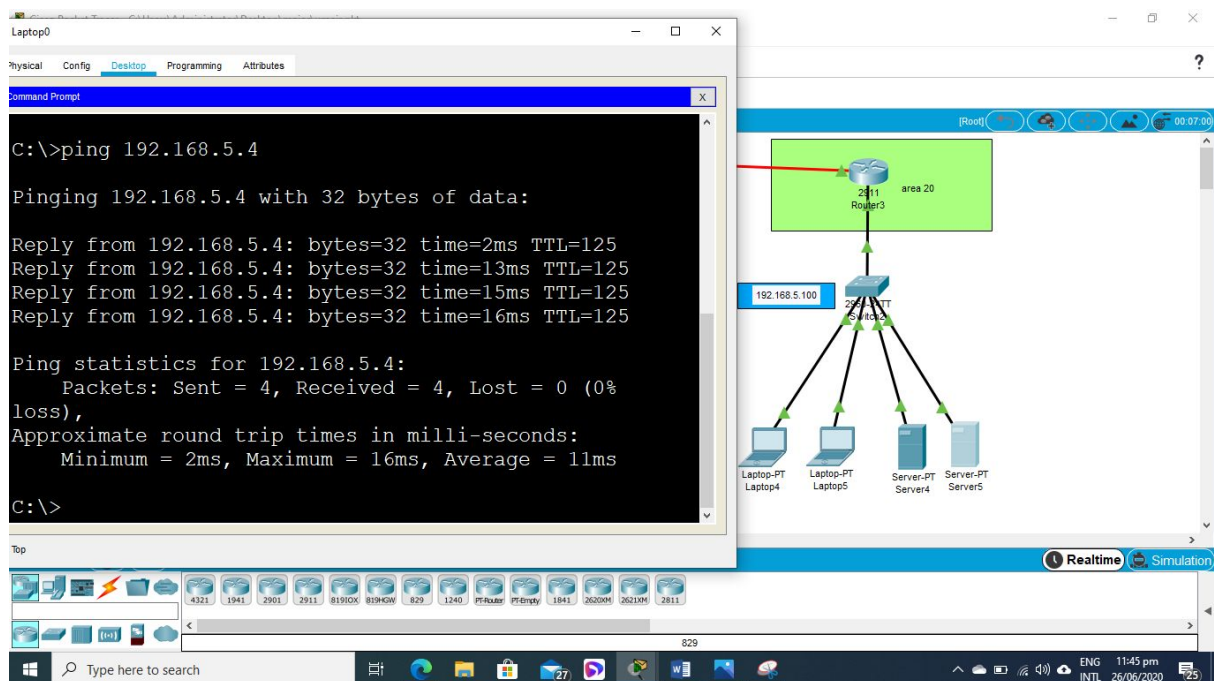 Laptop0
Physical Config Desktop Programming Attributes
Command Prompt
X
C:\>ping 192.168.5.4
Pinging 192.168.5.4 with 32 bytes of data:
Reply from 192.168.5.4: bytes=32 time=2ms TTL=125
Reply from 192.168.5.4: bytes=32 time=13ms TTL=125
Reply from 192.168.5.4: bytes=32 time=15ms TTL=125
Reply from 192.168.5.4: bytes=32 time=16ms TTL=125
Ping statistics for 192.168.5.4:
Packets: Sent = 4, Received = 4, Lost = 0 (0%
loss),
Approximate round trip times in milli-seconds:
Minimum = 2ms, Maximum = 16ms, Average = 11ms
C:\>
Top
?
[Root] 00:07:00
2911
Router3
area 20
192.168.5.100
Switch2
Laptop-PT
Laptop4
Laptop-PT
Laptop5
Server-PT
Server4
Server-PT
Server5
Realtime Simulation
4321 1941 2901 2911 819IOX 819HGW 829 1240 PT-Router PT-Empty 1841 2620XM 2621XM 2811
829
Type here to search
27
ENG 11:45 pm
INTL 26/06/2020
25